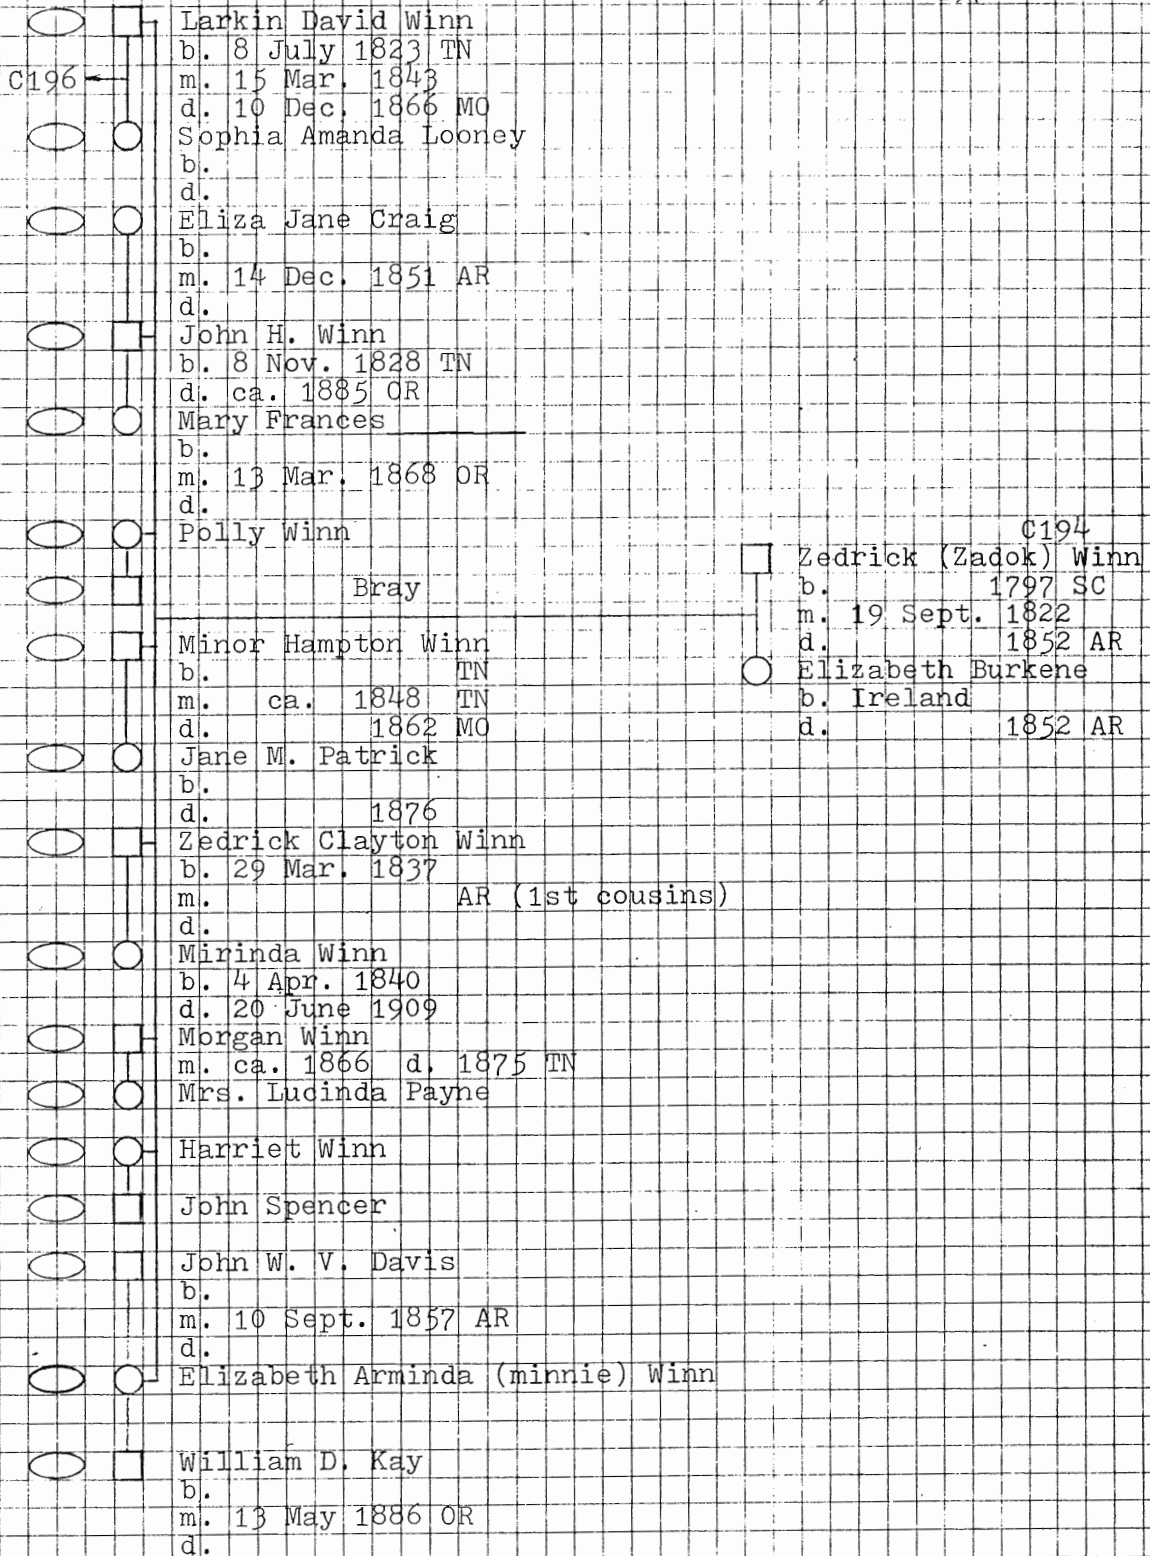 Larkin David Winn
b. 8 July 1823 TN
C196
m. 15 Mar. 1843
d. 10 Dec. 1866 MO
Sophia Amanda Looney
b.
d.
Eliza Jane Craig
b.
m. 14 Dec. 1851 AR
d.
John H. Winn
b. 8 Nov. 1828 TN
d. ca. 1885 OR
Mary Frances ________
b.
m. 13 Mar. 1868 OR
d.
Polly Winn
Bray
C194
Zedrick (Zadok) Winn
b. 1797 SC
m. 19 Sept. 1822
d. 1852 AR
Elizabeth Burkene
b. Ireland
d. 1852 AR
Minor Hampton Winn
b. TN
m. ca. 1848 TN
d. 1862 MO
Jane M. Patrick
b.
d. 1876
Zedrick Clayton Winn
b. 29 Mar. 1837
m. AR (1st cousins)
d.
Mirinda Winn
b. 4 Apr. 1840
d. 20 June 1909
Morgan Winn
m. ca. 1866 d. 1875 TN
Mrs. Lucinda Payne
Harriet Winn
John Spencer
John W. V. Davis
b.
m. 10 Sept. 1857 AR
d.
Elizabeth Arminda (minnie) Winn
William D. Kay
b.
m. 13 May 1886 OR
d.